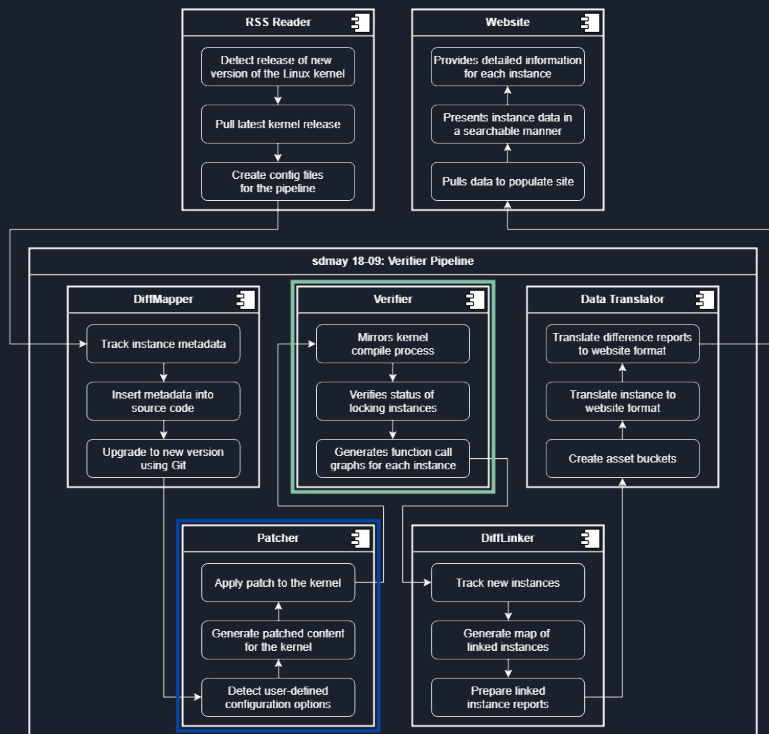 RSS Reader
Detect release of new
version of the Linux kernel
Pull latest kernel release
Create config files
for the pipeline
Website
Provides detailed information
for each instance
Presents instance data in
a searchable manner
Pulls data to populate site
sdmay 18-09: Verifier Pipeline
DiffMapper
Track instance metadata
Insert metadata into
source code
Upgrade to new version
using Git
Verifier
Mirrors kernel
compile process
Verifies status of
locking instances
Generates function call
graphs for each instance
Data Translator
Translate difference reports
to website format
Translate instance to
website format
Create asset buckets
Patcher
Apply patch to the kernel
Generate patched content
for the kernel
Detect user-defined
configuration options
DiffLinker
Track new instances
Generate map of
linked instances
Prepare linked
instance reports